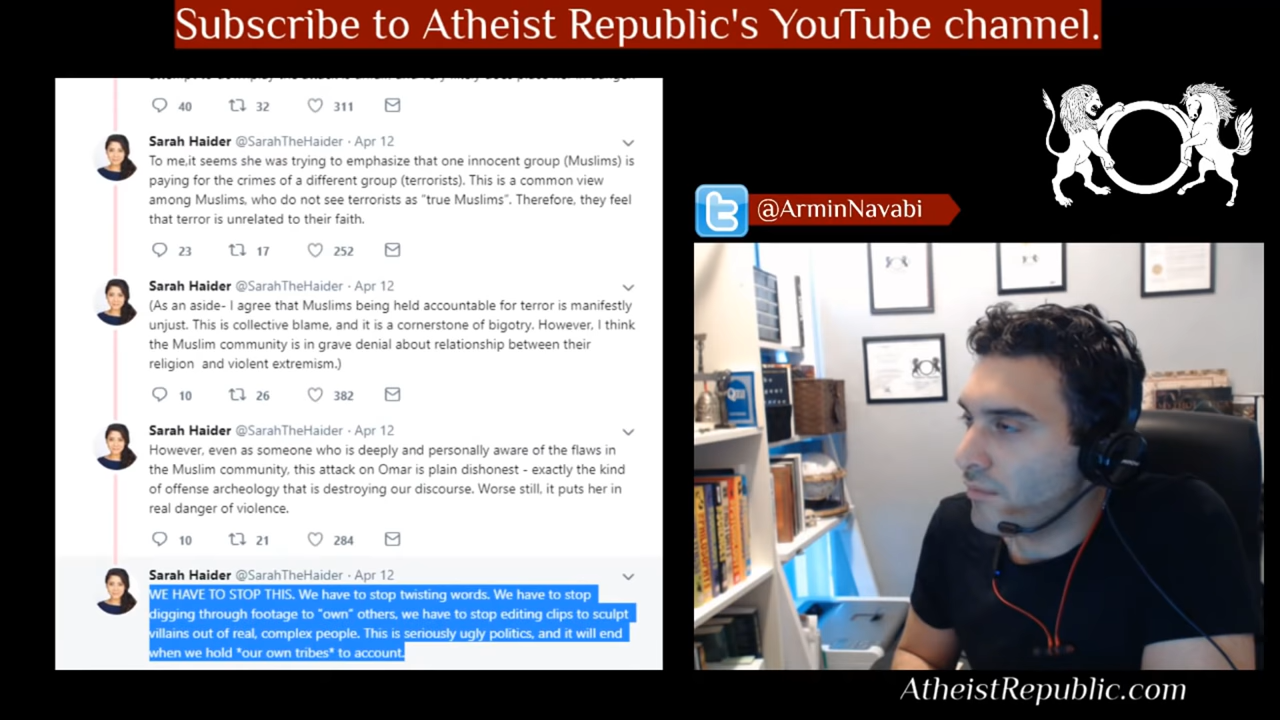 Subscribe to Atheist Republic's YouTube channel.
40 32 311
Sarah Haider @SarahTheHaider · Apr 12
To me,it seems she was trying to emphasize that one innocent group (Muslims) is
paying for the crimes of a different group (terrorists). This is a common view
among Muslims, who do not see terrorists as "true Muslims". Therefore, they feel
that terror is unrelated to their faith.
23 17 252
Sarah Haider @SarahTheHaider · Apr 12
(As an aside- I agree that Muslims being held accountable for terror is manifestly
unjust. This is collective blame, and it is a cornerstone of bigotry. However, I think
the Muslim community is in grave denial about relationship between their
religion and violent extremism.)
10 26 382
Sarah Haider @SarahTheHaider · Apr 12
However, even as someone who is deeply and personally aware of the flaws in
the Muslim community, this attack on Omar is plain dishonest - exactly the kind
of offense archeology that is destroying our discourse. Worse still, it puts her in
real danger of violence.
10 21 284
Sarah Haider @SarahTheHaider · Apr 12
WE HAVE TO STOP THIS. We have to stop twisting words. We have to stop
digging through footage to "own" others, we have to stop editing clips to sculpt
villains out of real, complex people. This is seriously ugly politics, and it will end
when we hold *our own tribes* to account.
@ArminNavabi
AtheistRepublic.com